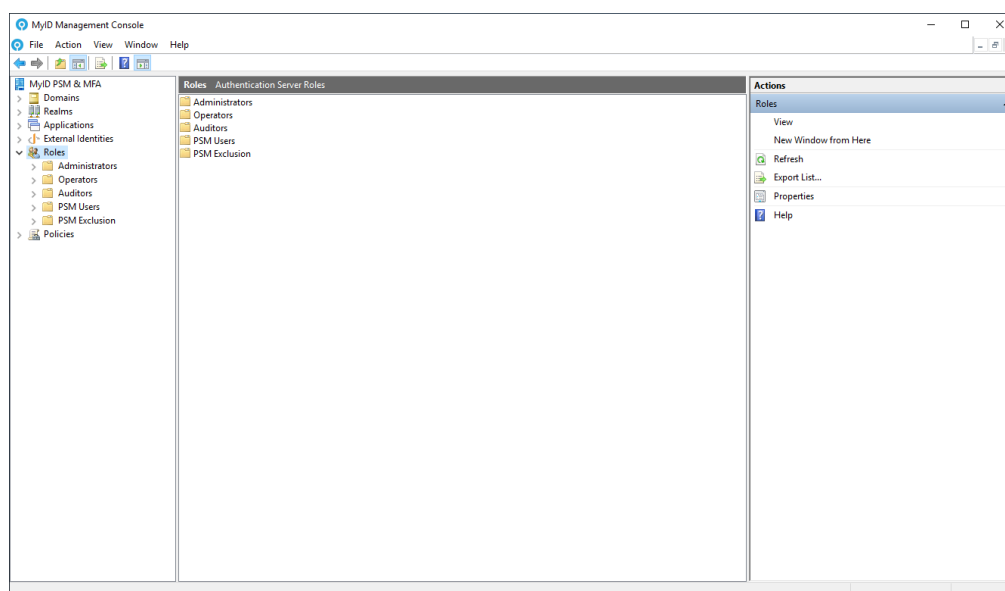 MyID Management Console
File Action View Window Help
MyID PSM & MFA
Domains
Realms
Applications
External Identities
Roles
Administrators
Operators
Auditors
PSM Users
PSM Exclusion
Policies
Roles Authentication Server Roles
Administrators
Operators
Auditors
PSM Users
PSM Exclusion
Actions
Roles
View
New Window from Here
Refresh
Export List...
Properties
Help